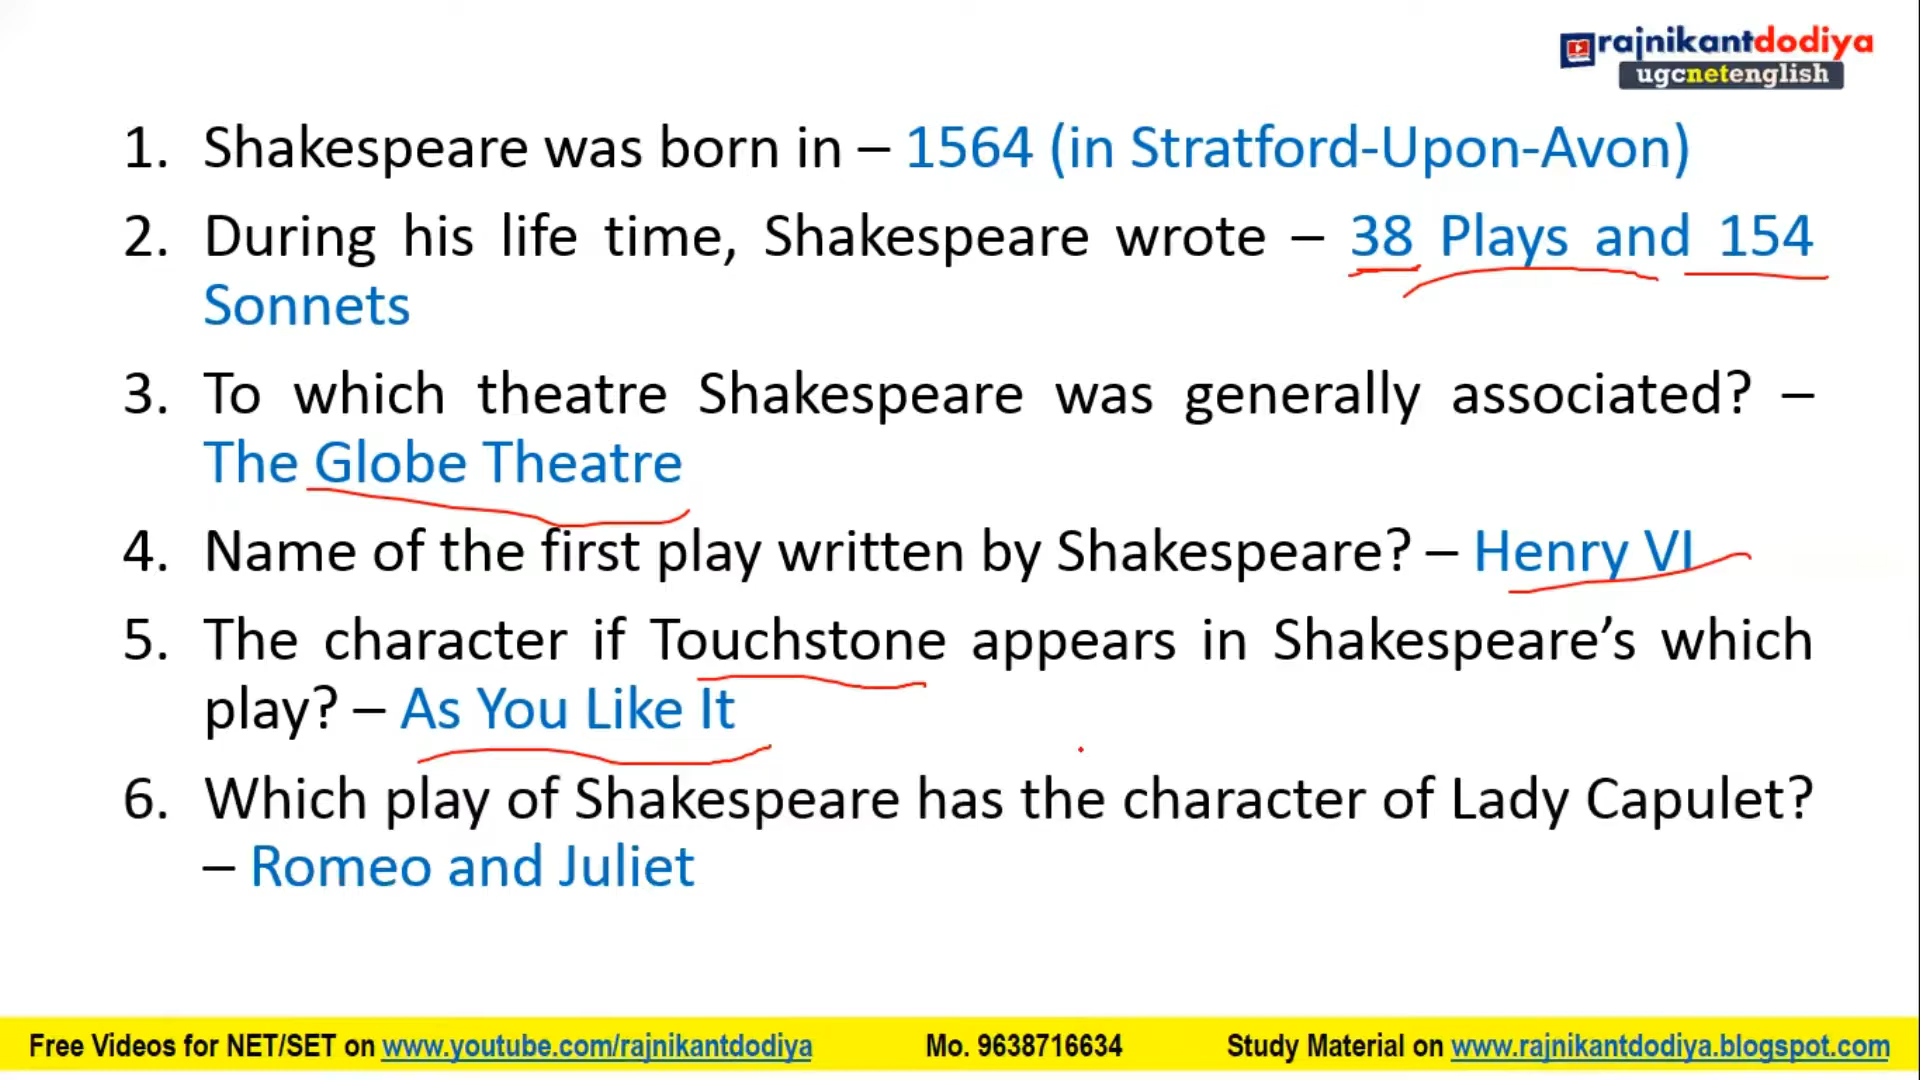 rajnikantdodiya
ugcnetenglish
1. Shakespeare was born in – 1564 (in Stratford-Upon-Avon)
2. During his life time, Shakespeare wrote – 38 Plays and 154
Sonnets
3. To which theatre Shakespeare was generally associated? –
The Globe Theatre
4. Name of the first play written by Shakespeare? – Henry VI
5. The character if Touchstone appears in Shakespeare’s which
play? – As You Like It
6. Which play of Shakespeare has the character of Lady Capulet?
– Romeo and Juliet
Free Videos for NET/SET on www.youtube.com/rajnikantdodiya Mo. 9638716634 Study Material on www.rajnikantdodiya.blogspot.com